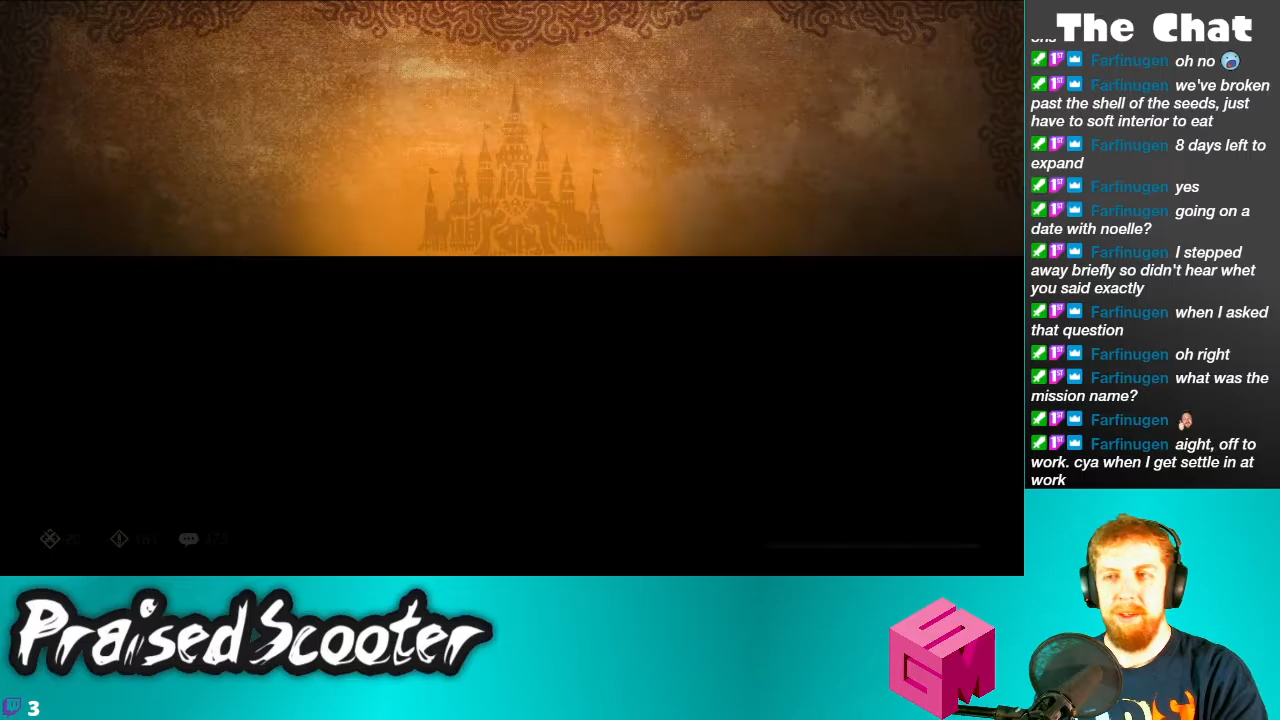 The Chat
Farfinugen oh no
Farfinugen we've broken
past the shell of the seeds, just
have to soft interior to eat
Farfinugen 8 days left to
expand
Farfinugen yes
Farfinugen going on a
date with noelle?
Farfinugen I stepped
away briefly so didn't hear whet
you said exactly
Farfinugen when I asked
that question
Farfinugen oh right
Farfinugen what was the
mission name?
Farfinugen
Farfinugen aight, off to
work. cya when I get settle in at
work
PraisedScooter
SGM
3